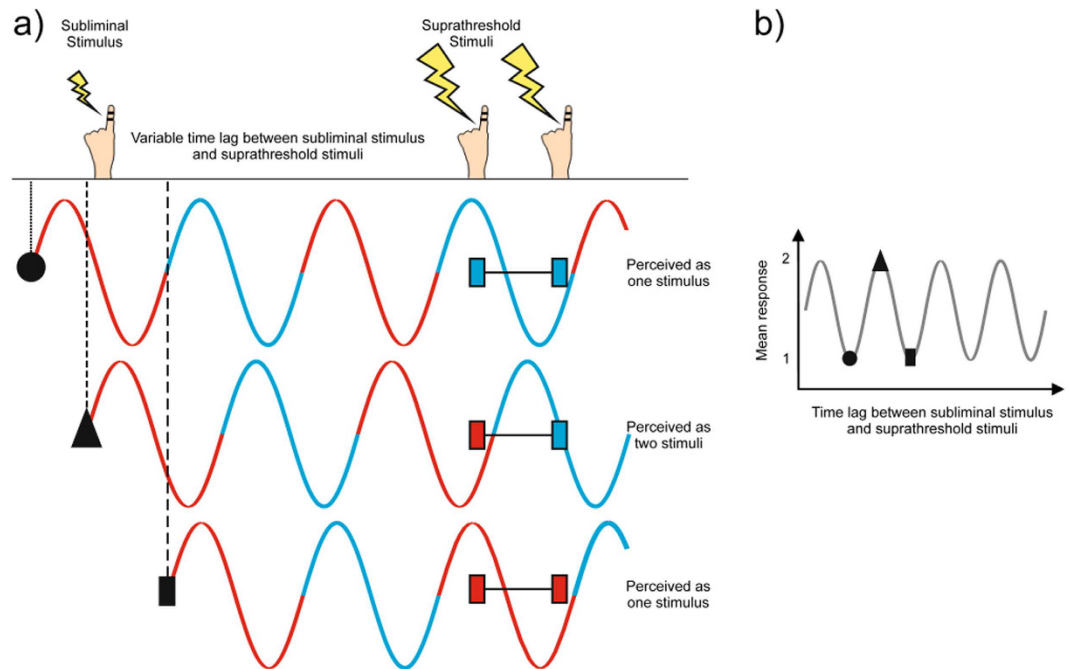 a)
Subliminal
Stimulus
Suprathreshold
Stimuli
Variable time lag between subliminal stimulus
and suprathreshold stimuli
Perceived as
one stimulus
Perceived as
two stimuli
Perceived as
one stimulus
b)
Mean response
2
1
Time lag between subliminal stimulus
and suprathreshold stimuli